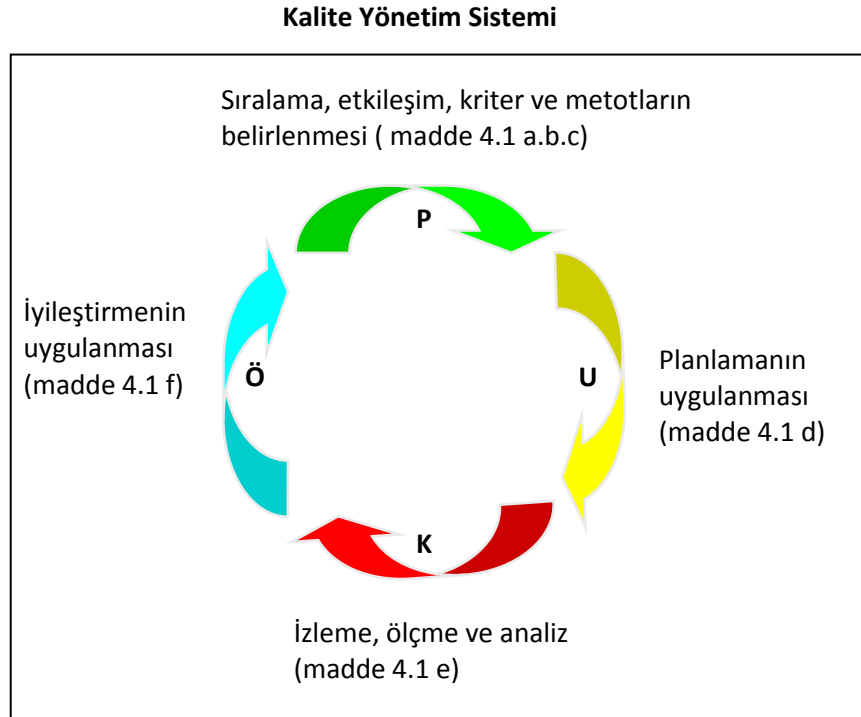 Kalite Yönetim Sistemi
Sıralama, etkileşim, kriter ve metotların
belirlenmesi ( madde 4.1 a.b.c)
P
İyileştirmenin
uygulanması
(madde 4.1 f)
Ö
U
Planlamanın
uygulanması
(madde 4.1 d)
K
İzleme, ölçme ve analiz
(madde 4.1 e)